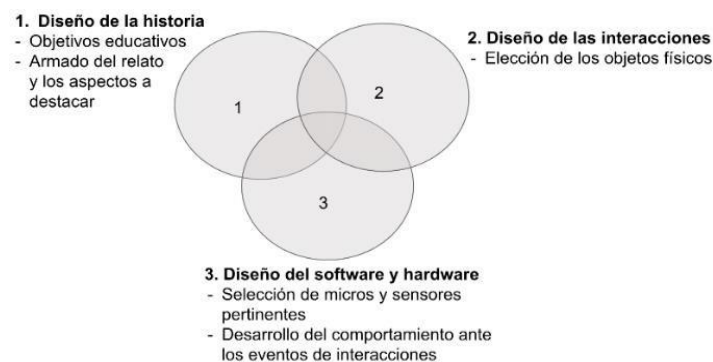 1. Diseño de la historia
- Objetivos educativos
- Armado del relato
y los aspectos a
destacar
2. Diseño de las interacciones
- Elección de los objetos físicos
1
2
3
3. Diseño del software y hardware
- Selección de micros y sensores
pertinentes
- Desarrollo del comportamiento ante
los eventos de interacciones